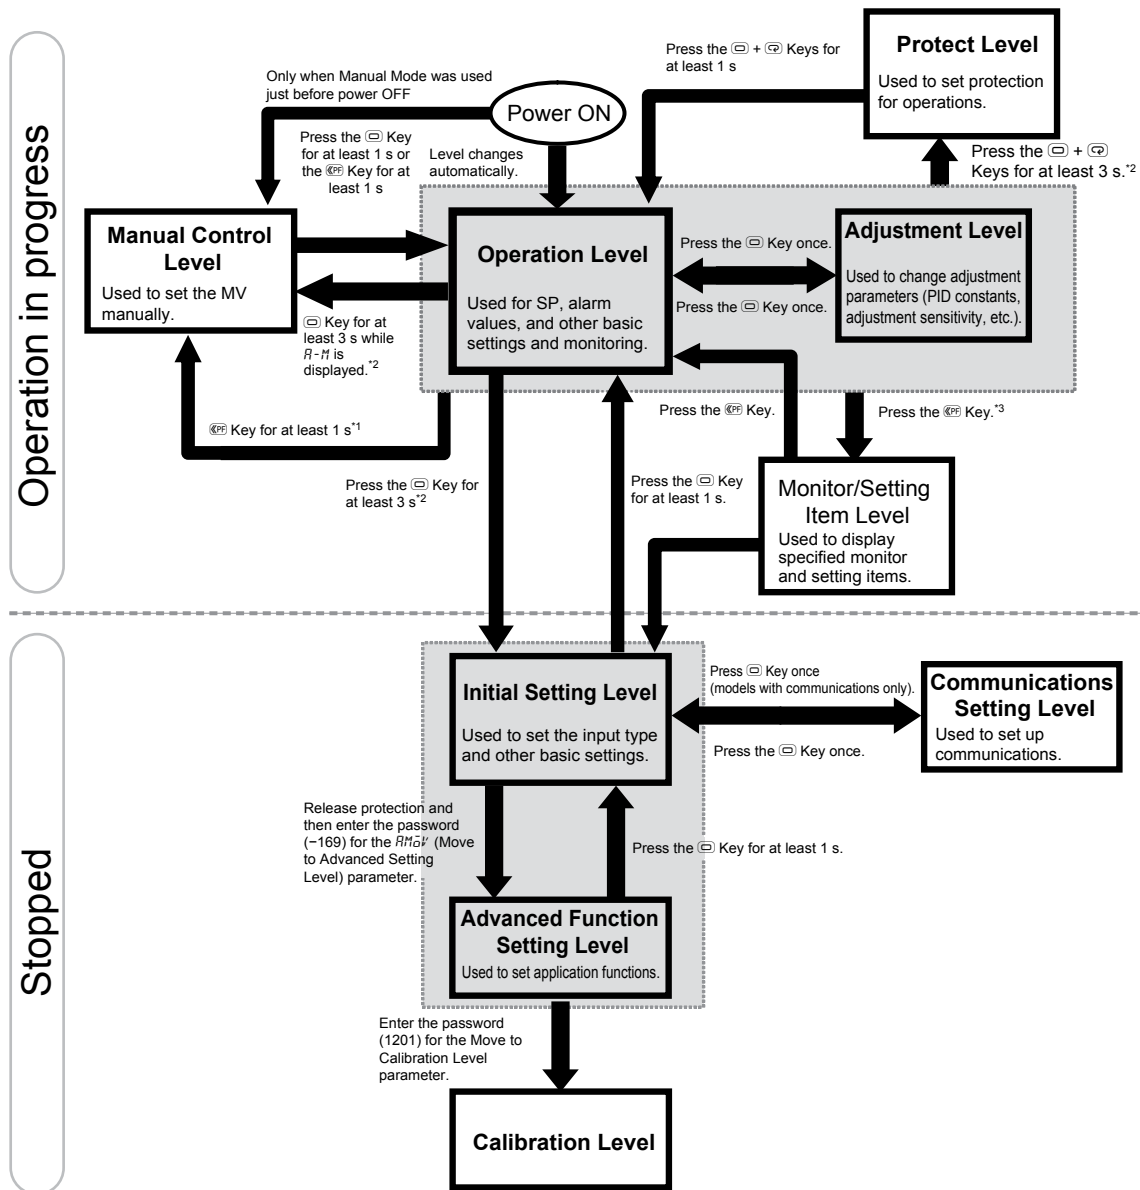 Operation in progress
Only when Manual Mode was used
just before power OFF
Power ON
Press the Key
for at least 1 s or
the PF Key for at
least 1 s
Level changes
automatically.
Press the + Keys for
at least 1 s
Protect Level
Used to set protection
for operations.
Press the +
Keys for at least 3 s.*2
Manual Control
Level
Used to set the MV
manually.
Operation Level
Used for SP, alarm
values, and other basic
settings and monitoring.
Press the Key once.
Press the Key once.
Adjustment Level
Used to change adjustment
parameters (PID constants,
adjustment sensitivity, etc.).
Key for at
least 3 s while
A-M is
displayed.*2
PF Key for at least 1 s*1
Press the PF Key.
Press the PF Key.*3
Press the Key for
at least 3 s*2
Press the Key
for at least 1 s.
Monitor/Setting
Item Level
Used to display
specified monitor
and setting items.
Stopped
Initial Setting Level
Used to set the input type
and other basic settings.
Press Key once
(models with communications only).
Press the Key once.
Communications
Setting Level
Used to set up
communications.
Release protection and
then enter the password
(−169) for the AMoV (Move
to Advanced Setting
Level) parameter.
Press the Key for at least 1 s.
Advanced Function
Setting Level
Used to set application functions.
Enter the password
(1201) for the Move to
Calibration Level
parameter.
Calibration Level